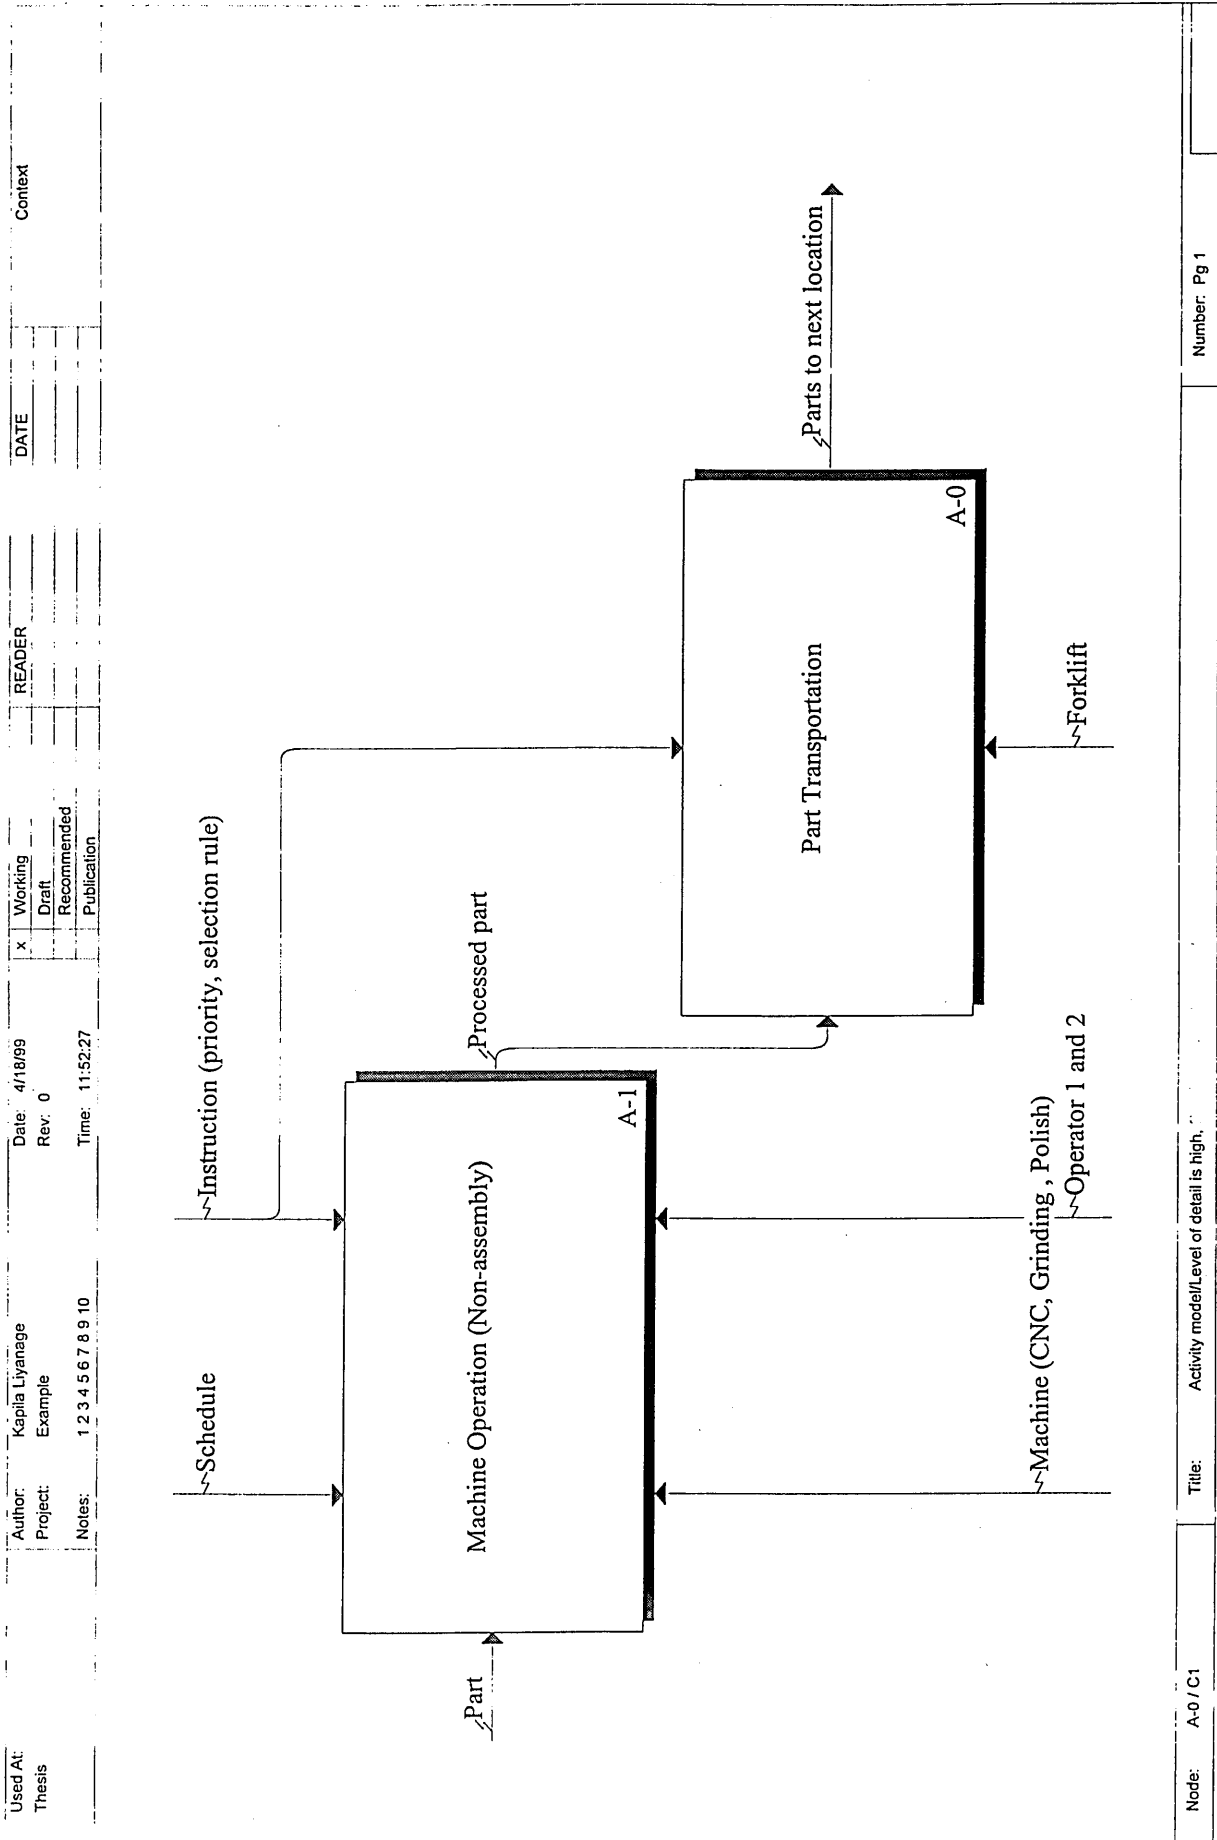 Used At:
Thesis
Author: Kapila Liyanage
Project: Example
Notes: 1 2 3 4 5 6 7 8 9 10
Date: 4/18/99
Rev: 0
Time: 11:52:27
x Working
Draft
Recommended
Publication
READER
DATE
Context
Schedule
Instruction (priority, selection rule)
Part
Machine Operation (Non-assembly)
A-1
Processed part
Part Transportation
A-0
Parts to next location
Machine (CNC, Grinding , Polish)
Operator 1 and 2
Forklift
Node: A-0 / C1
Title: Activity model/Level of detail is high,
Number: Pg 1